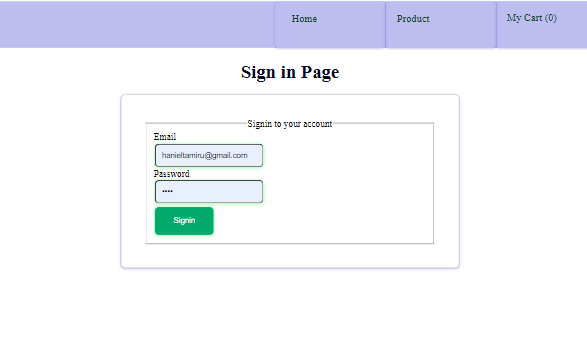 Home Product My Cart (0)
Sign in Page
Signin to your account
Email
hanieltamiru@gmail.com
Password
••••
Signin